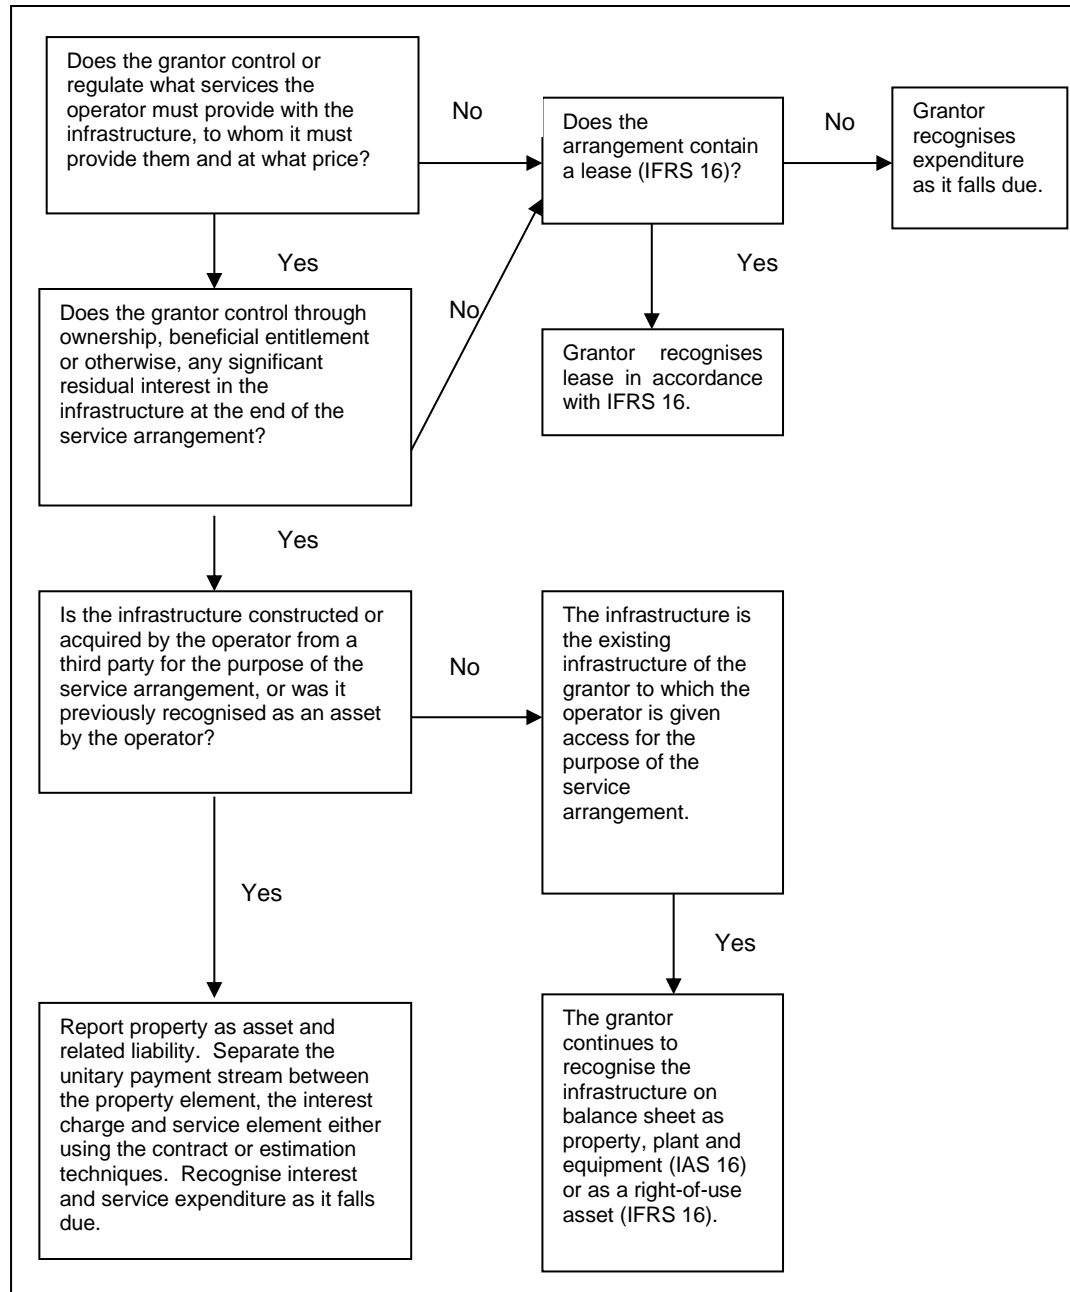 Does the grantor control or
regulate what services the
operator must provide with the
infrastructure, to whom it must
provide them and at what price?
No
Does the
arrangement contain
a lease (IFRS 16)?
No
Grantor
recognises
expenditure
as it falls due.
Yes
Yes
Does the grantor control through
ownership, beneficial entitlement
or otherwise, any significant
residual interest in the
infrastructure at the end of the
service arrangement?
No
Grantor recognises
lease in accordance
with IFRS 16.
Yes
Is the infrastructure constructed or
acquired by the operator from a
third party for the purpose of the
service arrangement, or was it
previously recognised as an asset
by the operator?
No
The infrastructure is
the existing
infrastructure of the
grantor to which the
operator is given
access for the
purpose of the
service
arrangement.
Yes
Yes
Report property as asset and
related liability. Separate the
unitary payment stream between
the property element, the interest
charge and service element either
using the contract or estimation
techniques. Recognise interest
and service expenditure as it falls
due.
The grantor
continues to
recognise the
infrastructure on
balance sheet as
property, plant and
equipment (IAS 16)
or as a right-of-use
asset (IFRS 16).